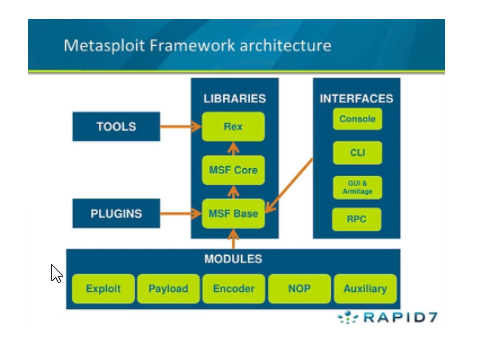 Metasploit Framework architecture
LIBRARIES
INTERFACES
TOOLS
Rex
Console
MSF Core
CLI
GUI &
Armitage
PLUGINS
MSF Base
RPC
MODULES
Exploit
Payload
Encoder
NOP
Auxiliary
RAPID7